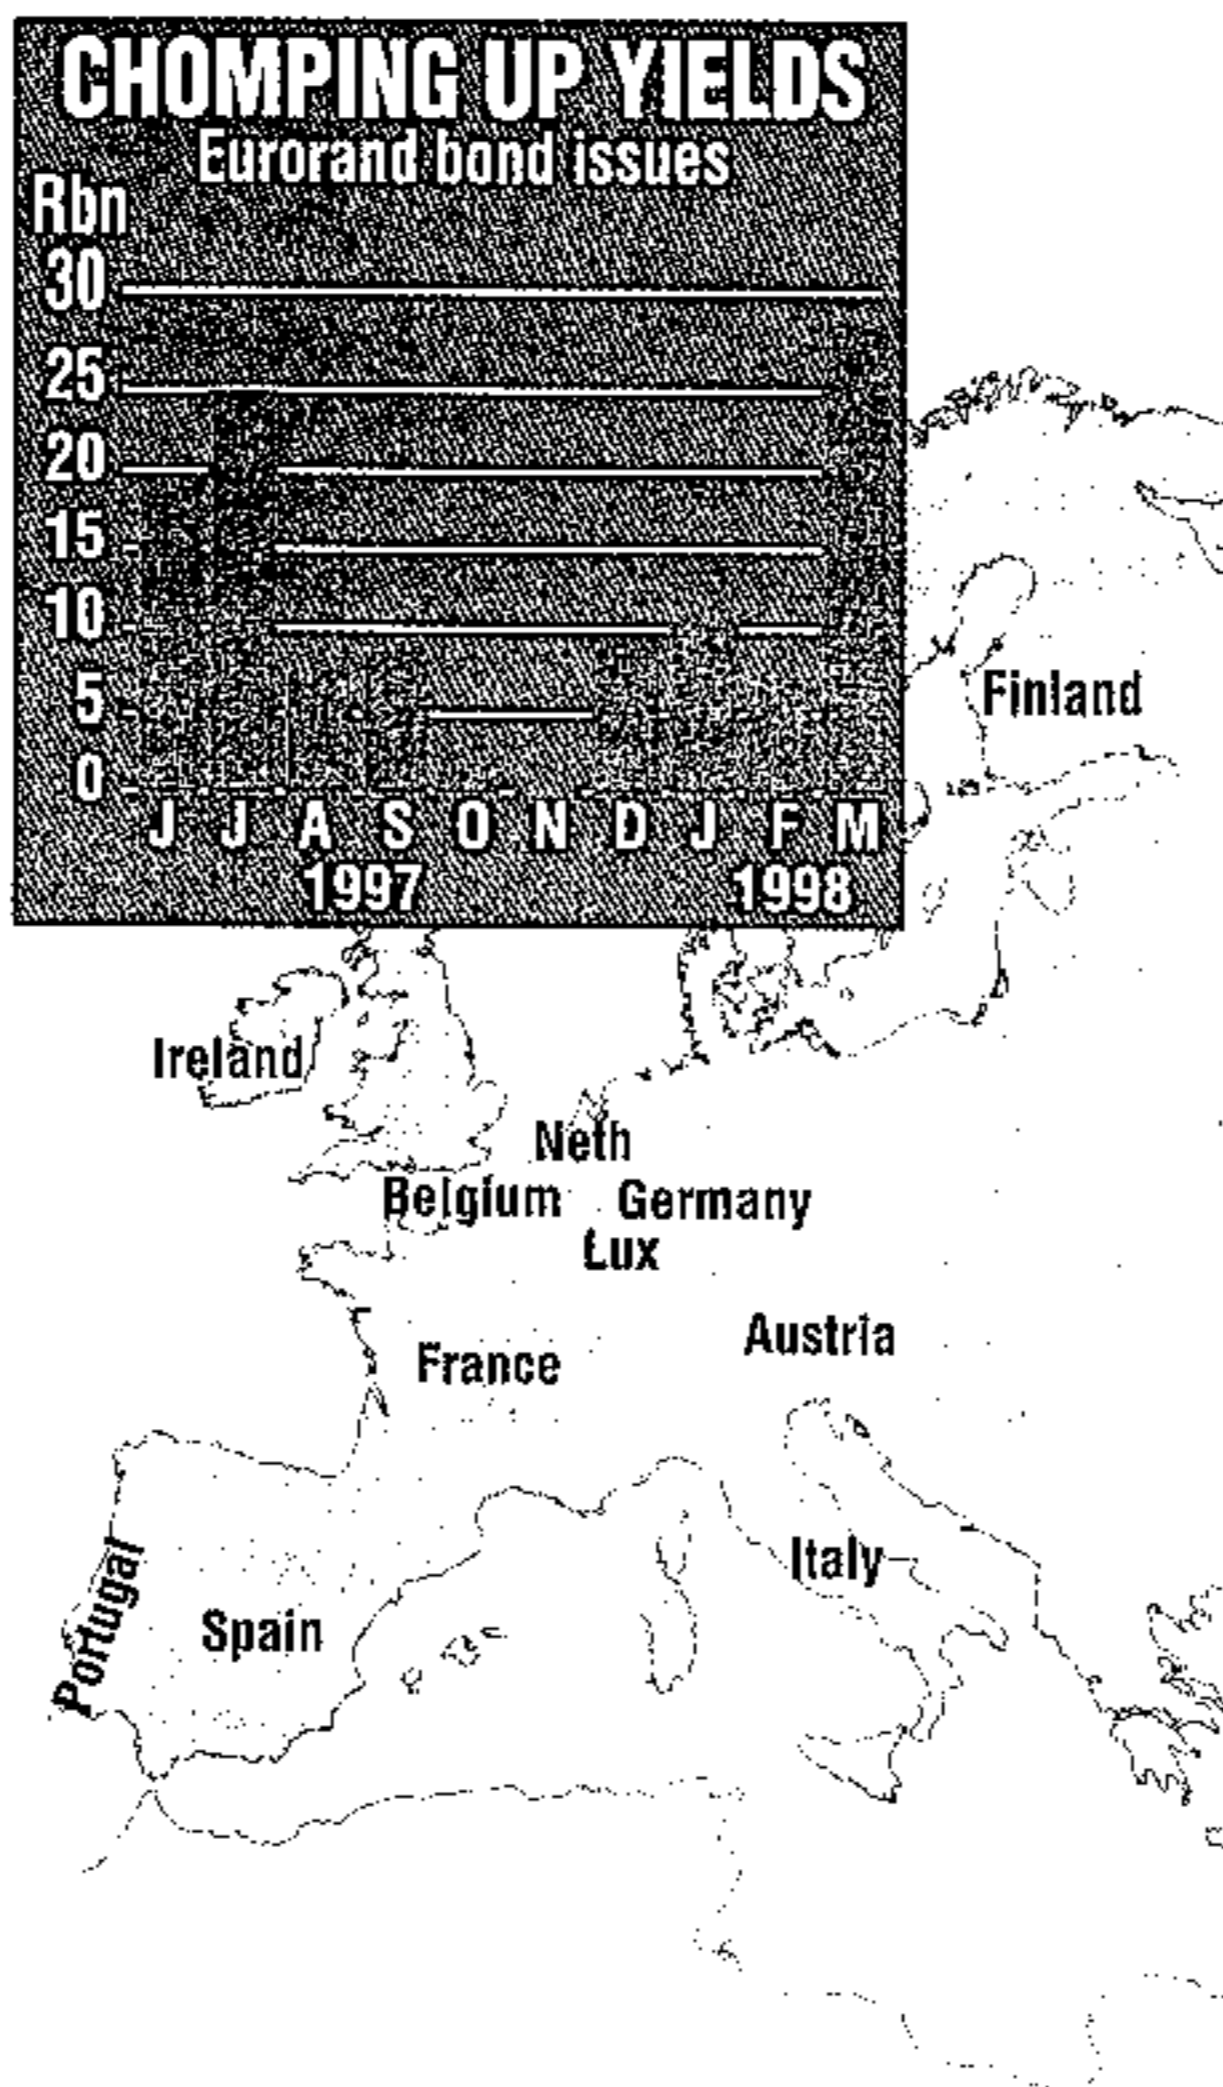 CHOMPING UP YIELDS
Eurorand bond issues
Rbn
30
25
20
15
10
5
0
J J A S O N D J F M
1997 1998
Finland
Ireland
Neth
Belgium Germany
Lux
Austria
France
Italy
Portugal
Spain